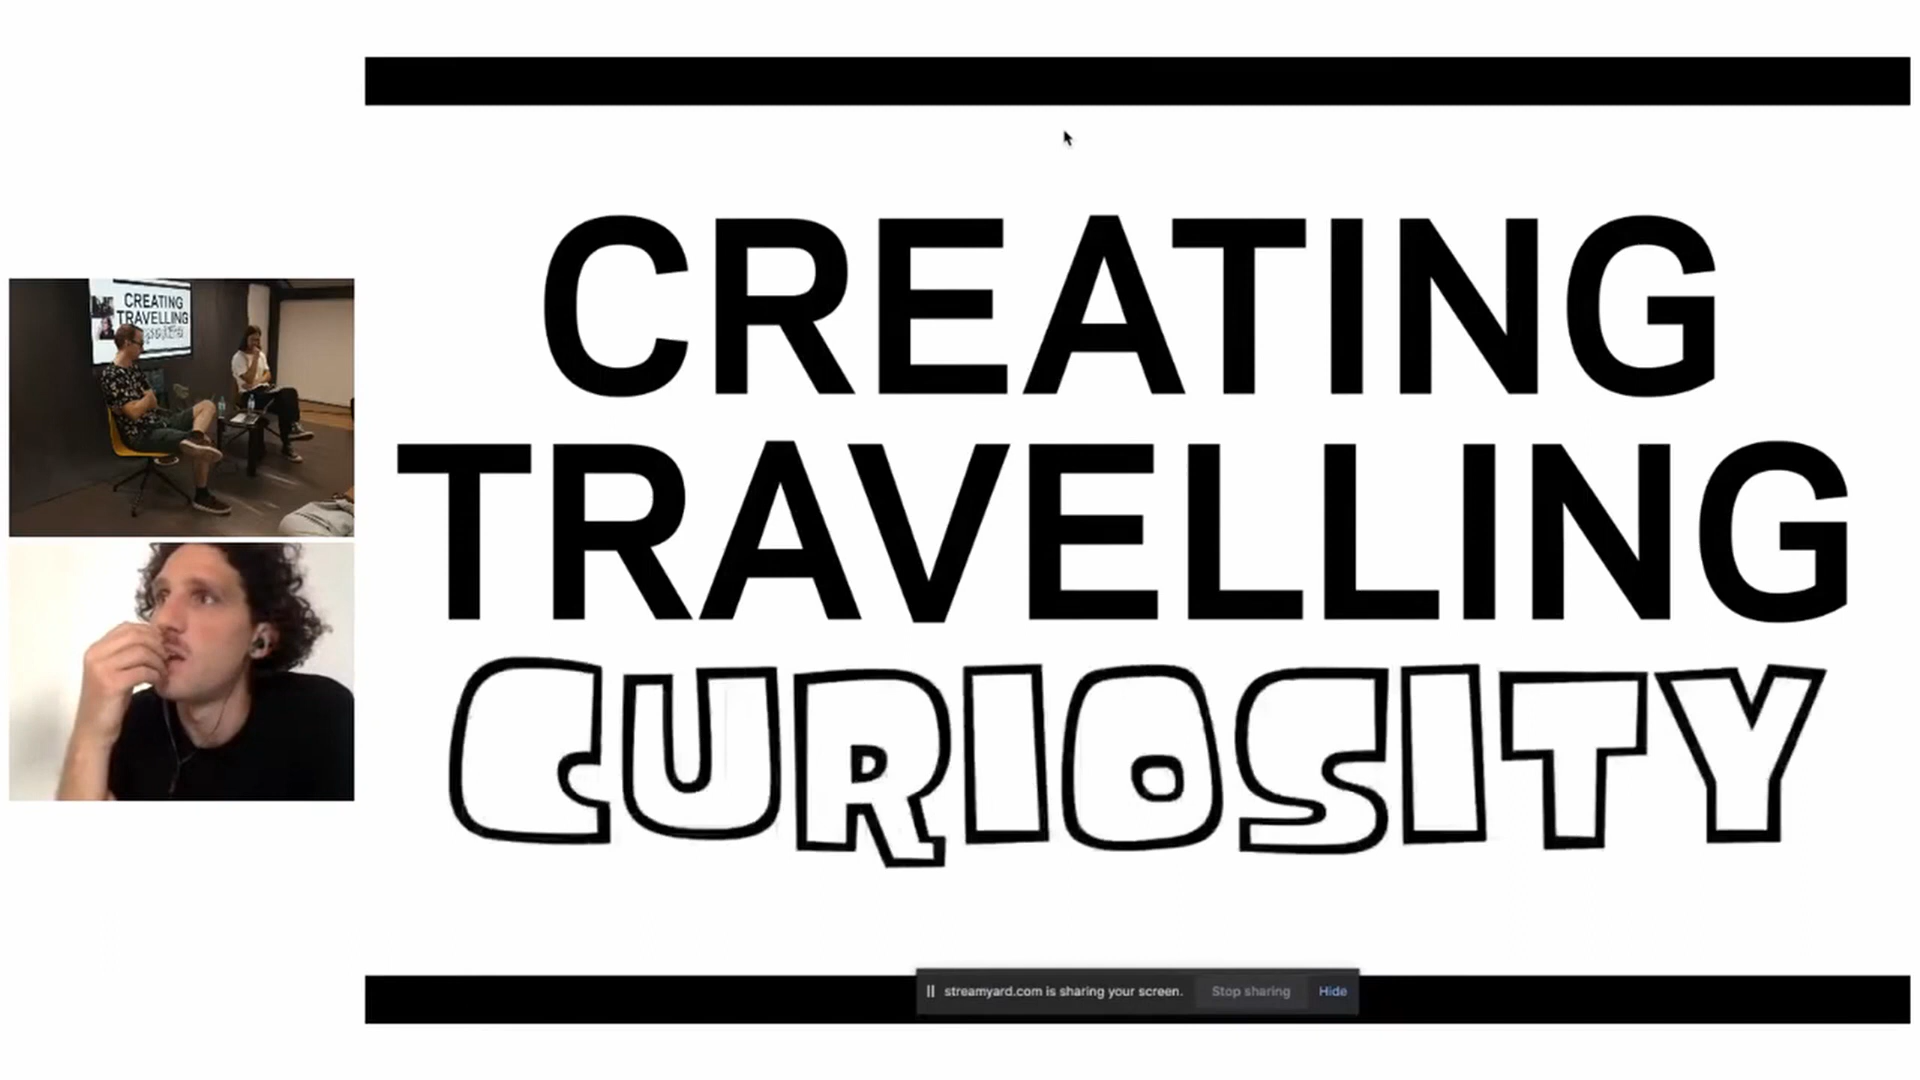 CREATING
TRAVELLING
CREATING
TRAVELLING
CURIOSITY
streamyard.com is sharing your screen. Stop sharing Hide